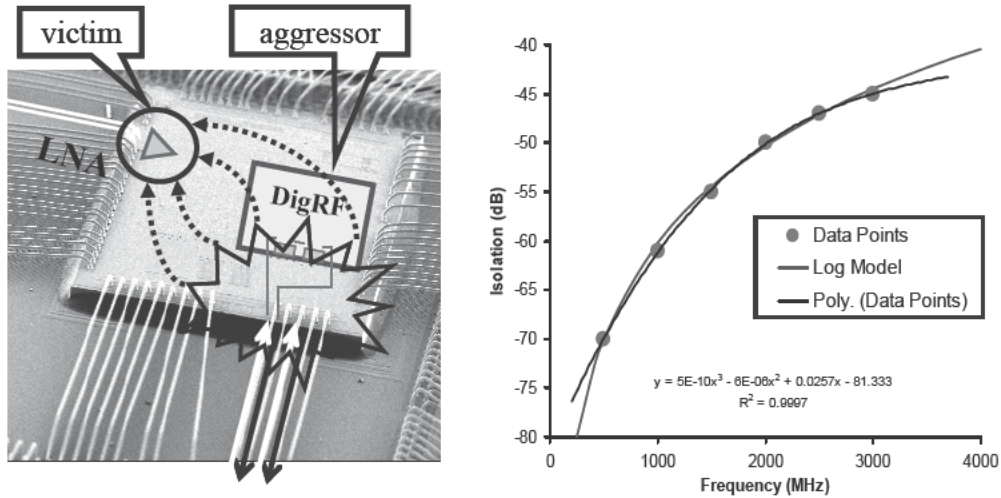 victim
aggressor
LNA
DigRF
-40
-45
-50
-55
-60
-65
-70
-75
-80
Isolation (dB)
Data Points
Log Model
Poly. (Data Points)
y = 5E-10x³ - 6E-06x² + 0.0257x - 81.333
R² = 0.9997
0
1000
2000
3000
4000
Frequency (MHz)